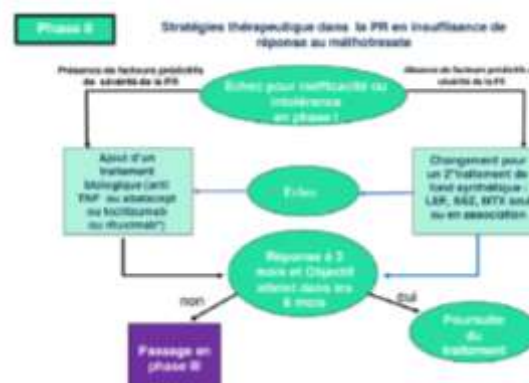 Phase II
Stratégies thérapeutique dans la PR en insuffisance de
réponse au méthotrexate
Présence de facteurs prédictifs
de sévérité de la PR
Absence de facteurs prédictifs de
sévérité de la PR
Echec pour inefficacité ou
intolérance
en phase I
Ajout d'un
traitement
biologique (anti
TNF ou abatacept
ou tocilizumab
ou rituximab*)
Echec
Changement pour
un 2° traitement de
fond synthétique :
LEF, SSZ, MTX seul
ou en association
Réponse à 3
mois et Objectif
atteint dans les
6 mois
non
oui
Passage en
phase III
Poursuite
du
traitement